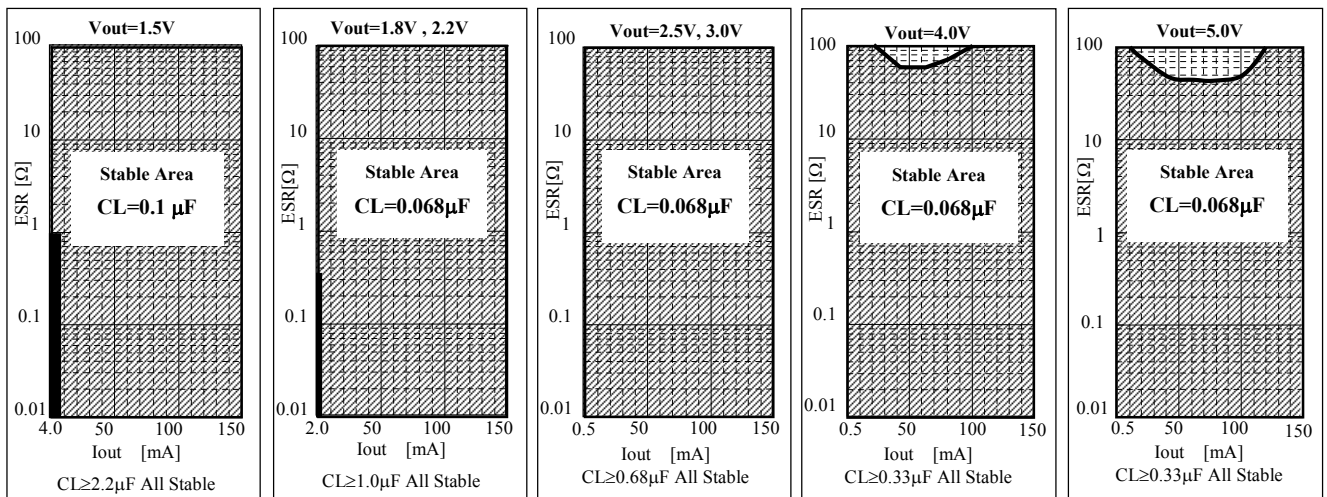 Vout=1.5V
100
10
1
0.1
0.01
ESR [Ω]
Stable Area
CL=0.1 μF
4.0 50 100 150
Iout [mA]
CL≥2.2μF All Stable
Vout=1.8V , 2.2V
100
10
1
0.1
0.01
ESR[Ω]
Stable Area
CL=0.068μF
2.0 50 100 150
Iout [mA]
CL≥1.0μF All Stable
Vout=2.5V, 3.0V
100
10
1
0.1
0.01
ESR[Ω]
Stable Area
CL=0.068μF
0.5 50 100 150
Iout [mA]
CL≥0.68μF All Stable
Vout=4.0V
100
10
1
0.1
0.01
ESR [Ω]
Stable Area
CL=0.068μF
0.5 50 100 150
Iout [mA]
CL≥0.33μF All Stable
Vout=5.0V
100
10
1
0.1
0.01
ESR [Ω]
Stable Area
CL=0.068μF
0.5 50 100 150
Iout [mA]
CL≥0.33μF All Stable